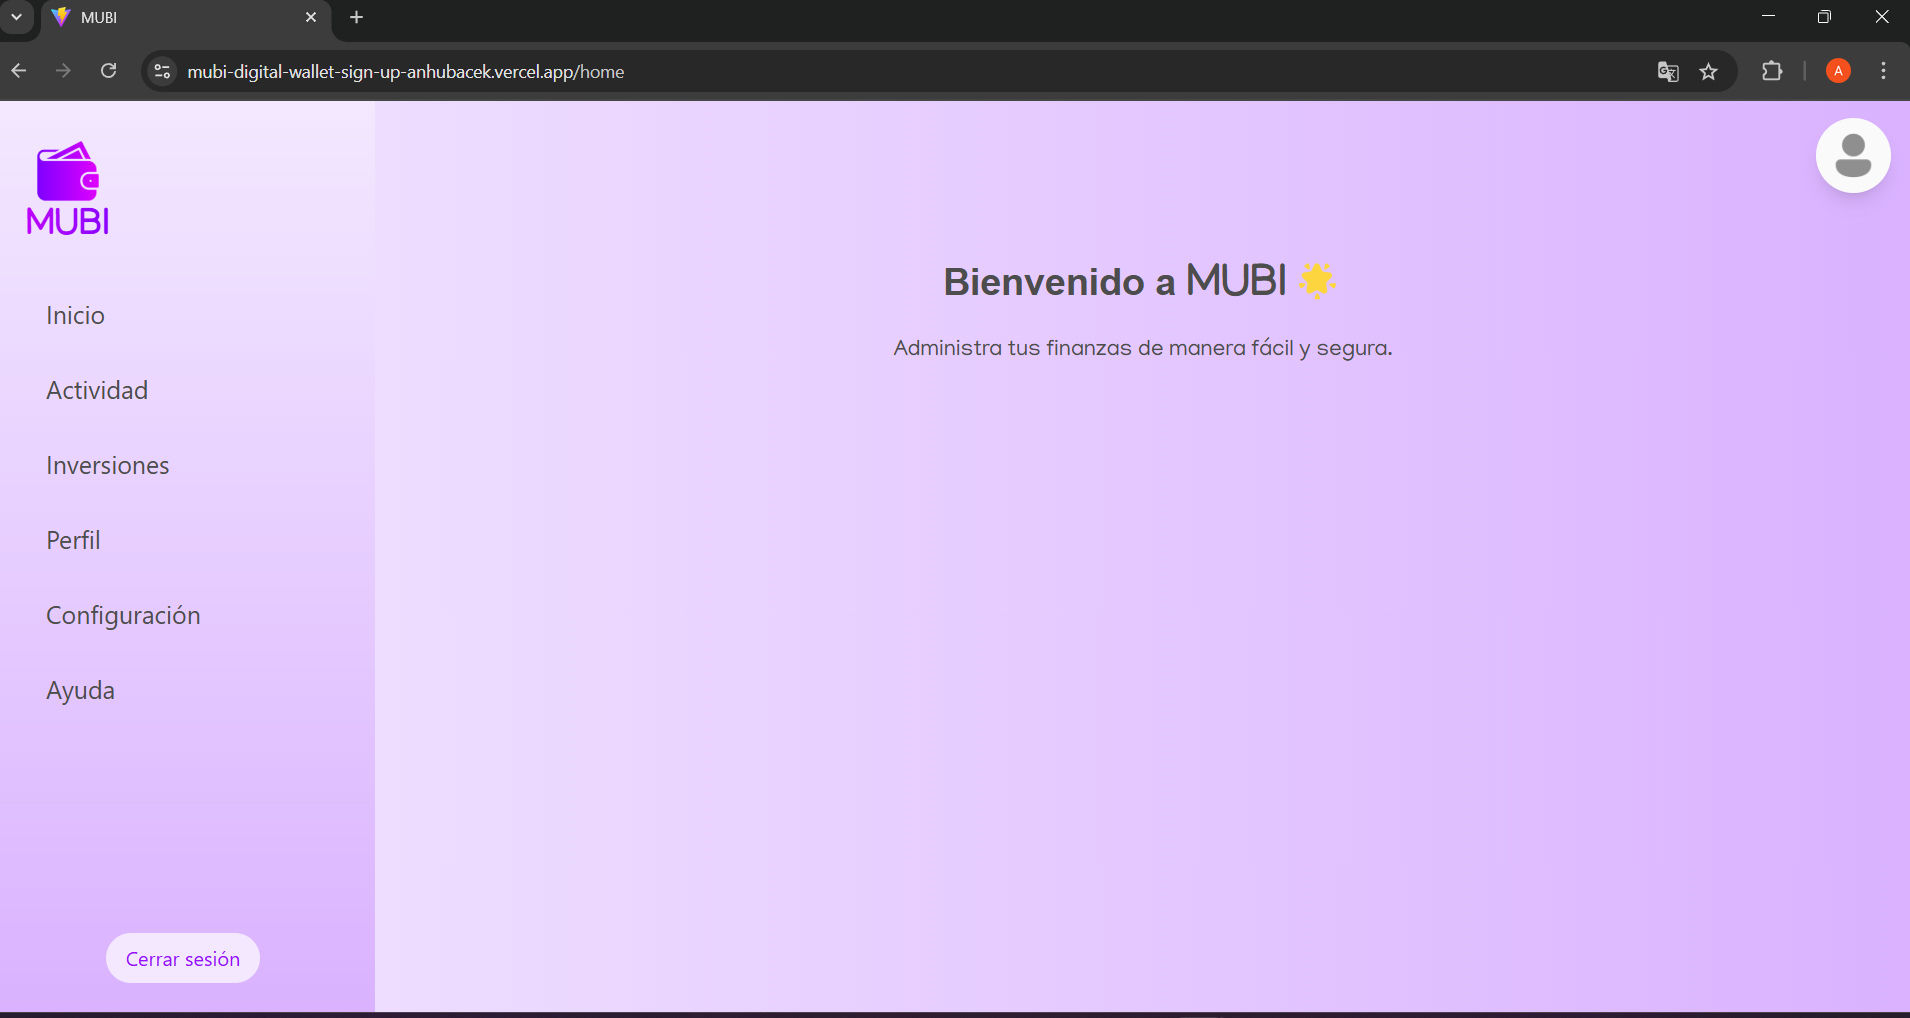 MUBI
mubi-digital-wallet-sign-up-anhubacek.vercel.app/home
A
MUBI
Inicio
Actividad
Inversiones
Perfil
Configuración
Ayuda
Cerrar sesión
Bienvenido a MUBI 🌟
Administra tus finanzas de manera fácil y segura.